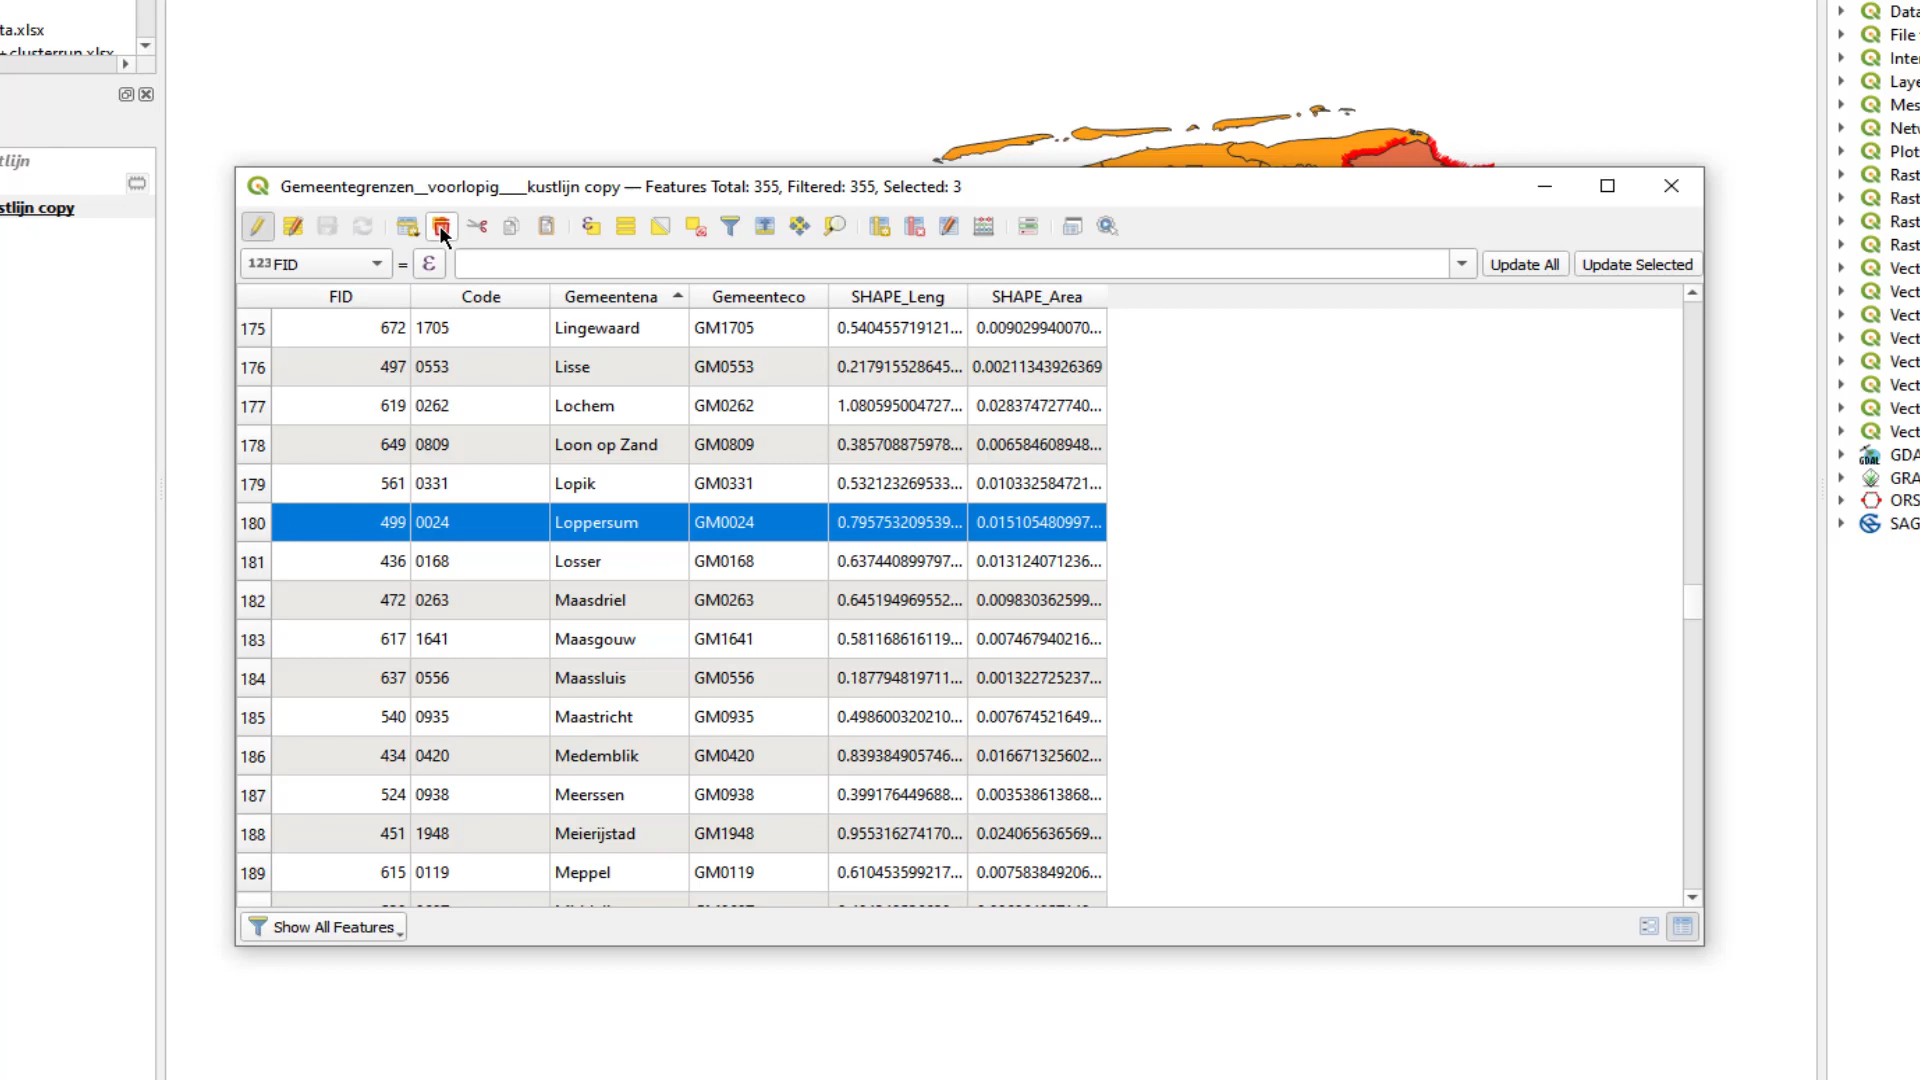 ta.xlsx
tlijn
stlijn copy
Gemeentegrenzen__voorlopig___kustlijn copy — Features Total: 355, Filtered: 355, Selected: 3
123 FID = ε Update All Update Selected
FID Code Gemeentena Gemeenteco SHAPE_Leng SHAPE_Area
175 672 1705 Lingewaard GM1705 0.540455719121... 0.009029940070...
176 497 0553 Lisse GM0553 0.217915528645... 0.00211343926369
177 619 0262 Lochem GM0262 1.080595004727... 0.028374727740...
178 649 0809 Loon op Zand GM0809 0.385708875978... 0.006584608948...
179 561 0331 Lopik GM0331 0.532123269533... 0.010332584721...
180 499 0024 Loppersum GM0024 0.795753209539... 0.015105480997...
181 436 0168 Losser GM0168 0.637440899797... 0.013124071236...
182 472 0263 Maasdriel GM0263 0.645194969552... 0.009830362599...
183 617 1641 Maasgouw GM1641 0.581168616119... 0.007467940216...
184 637 0556 Maassluis GM0556 0.187794819711... 0.001322725237...
185 540 0935 Maastricht GM0935 0.498600320210... 0.007674521649...
186 434 0420 Medemblik GM0420 0.839384905746... 0.016671325602...
187 524 0938 Meerssen GM0938 0.399176449688... 0.003538613868...
188 451 1948 Meierijstad GM1948 0.955316274170... 0.024065636569...
189 615 0119 Meppel GM0119 0.610453599217... 0.007583849206...
Show All Features
Data
File
Inter
Laye
Mes
Netw
Plot
Rast
Rast
Rast
Rast
Vect
Vect
Vect
Vect
Vect
Vect
Vect
Vect
GDA
GRA
ORS
SAG